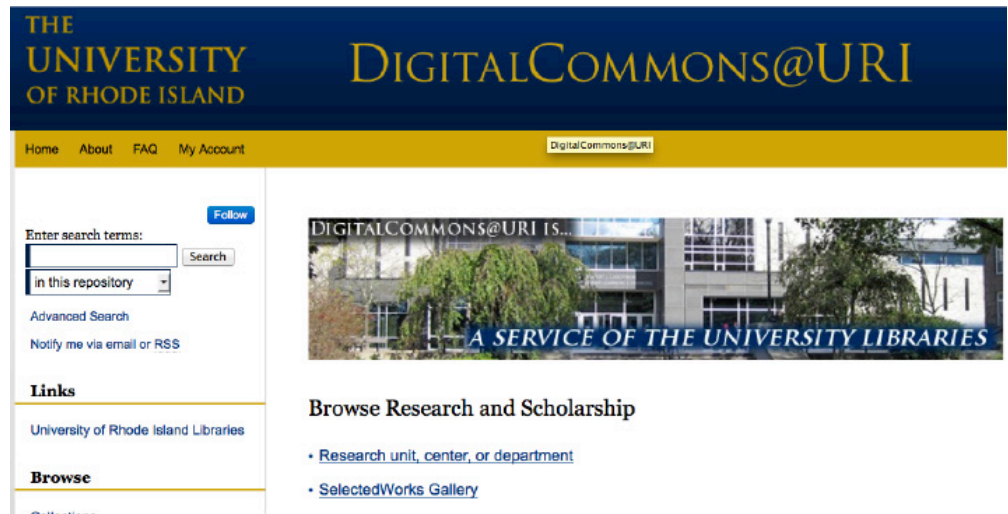 THE
UNIVERSITY
OF RHODE ISLAND
DIGITALCOMMONS@URI
Home About FAQ My Account
DigitalCommons@URI
Follow
Enter search terms:
Search
in this repository
Advanced Search
Notify me via email or RSS
Links
University of Rhode Island Libraries
Browse
Collections
DIGITALCOMMONS@URI IS...
A SERVICE OF THE UNIVERSITY LIBRARIES
Browse Research and Scholarship
• Research unit, center, or department
• SelectedWorks Gallery